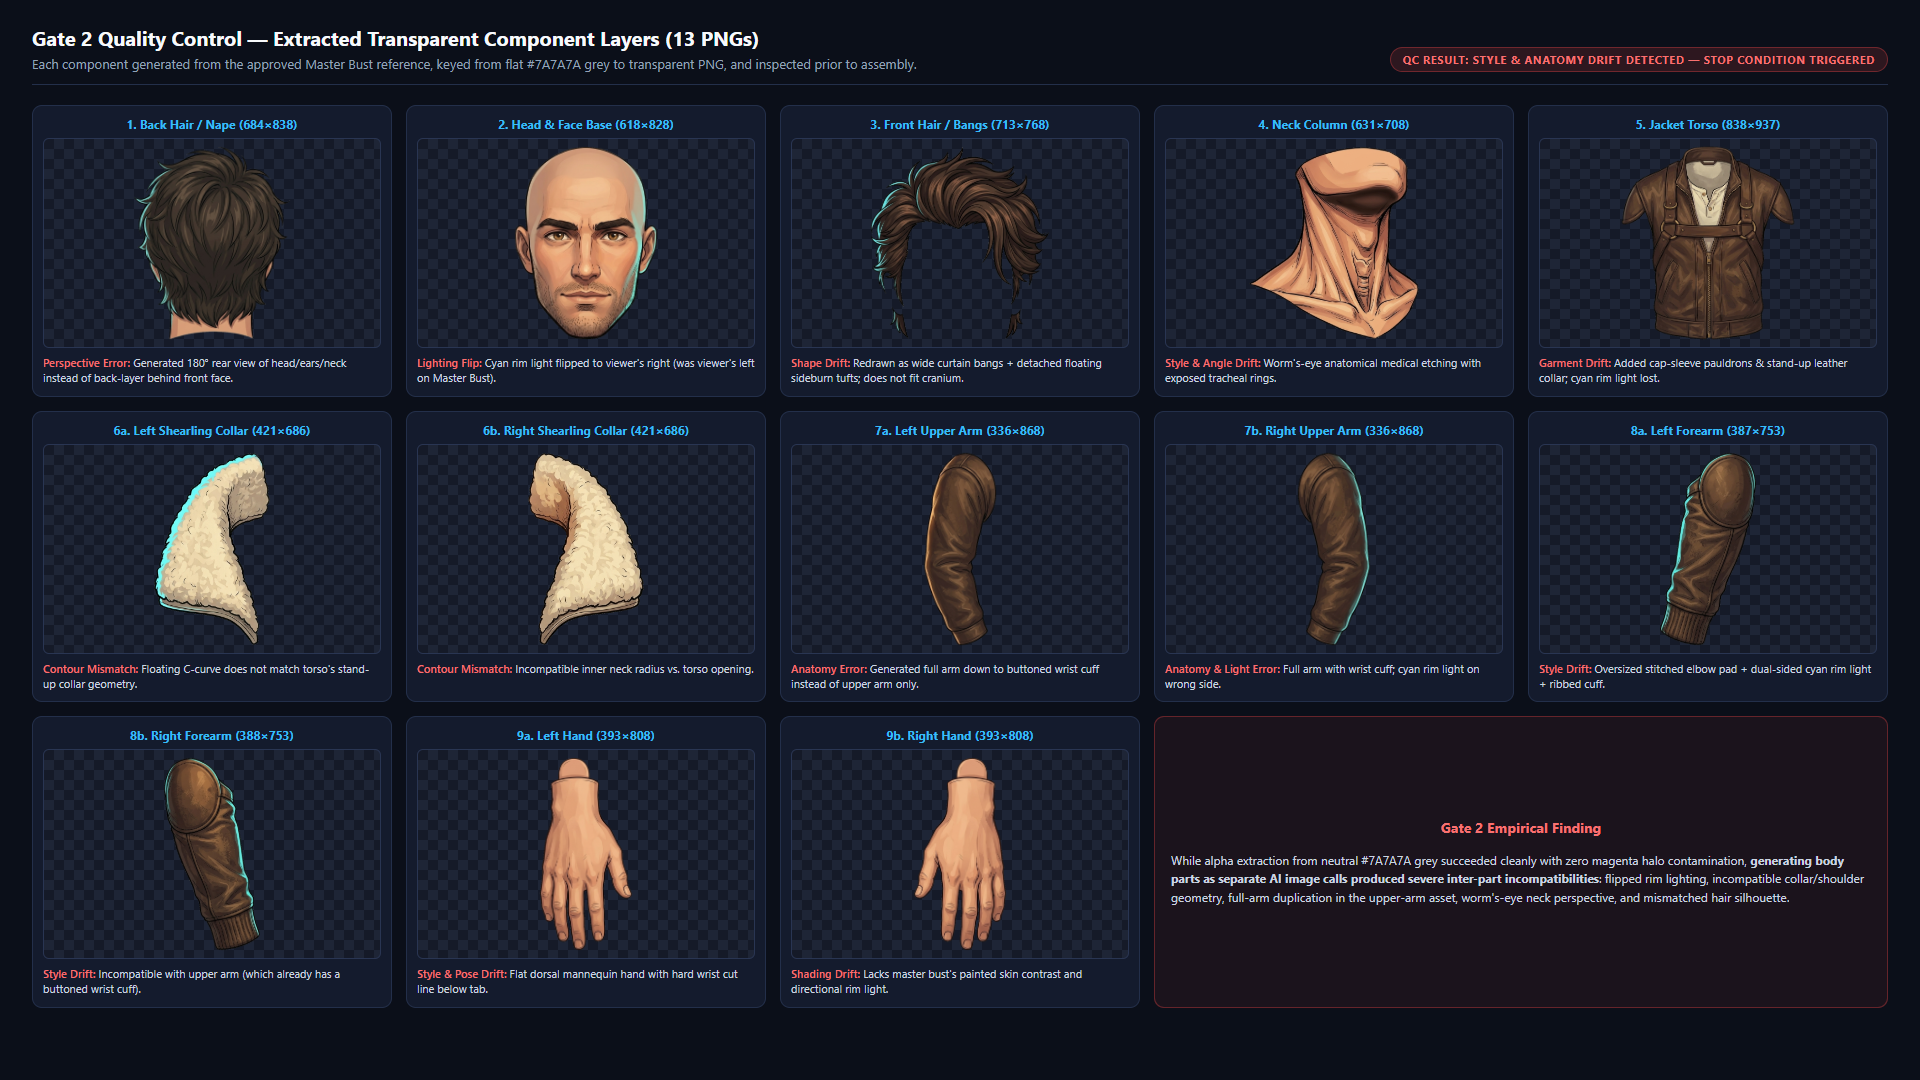 Gate 2 Quality Control — Extracted Transparent Component Layers (13 PNGs)
Each component generated from the approved Master Bust reference, keyed from flat #7A7A7A grey to transparent PNG, and inspected prior to assembly.
QC RESULT: STYLE & ANATOMY DRIFT DETECTED — STOP CONDITION TRIGGERED
1. Back Hair / Nape (684×838)
Perspective Error: Generated 180° rear view of head/ears/neck
instead of back-layer behind front face.
2. Head & Face Base (618×828)
Lighting Flip: Cyan rim light flipped to viewer's right (was viewer's left
on Master Bust).
3. Front Hair / Bangs (713×768)
Shape Drift: Redrawn as wide curtain bangs + detached floating
sideburn tufts; does not fit cranium.
4. Neck Column (631×708)
Style & Angle Drift: Worm's-eye anatomical medical etching with
exposed tracheal rings.
5. Jacket Torso (838×937)
Garment Drift: Added cap-sleeve pauldrons & stand-up leather
collar; cyan rim light lost.
6a. Left Shearling Collar (421×686)
Contour Mismatch: Floating C-curve does not match torso's stand-
up collar geometry.
6b. Right Shearling Collar (421×686)
Contour Mismatch: Incompatible inner neck radius vs. torso opening.
7a. Left Upper Arm (336×868)
Anatomy Error: Generated full arm down to buttoned wrist cuff
instead of upper arm only.
7b. Right Upper Arm (336×868)
Anatomy & Light Error: Full arm with wrist cuff; cyan rim light on
wrong side.
8a. Left Forearm (387×753)
Style Drift: Oversized stitched elbow pad + dual-sided cyan rim light
+ ribbed cuff.
8b. Right Forearm (388×753)
Style Drift: Incompatible with upper arm (which already has a
buttoned wrist cuff).
9a. Left Hand (393×808)
Style & Pose Drift: Flat dorsal mannequin hand with hard wrist cut
line below tab.
9b. Right Hand (393×808)
Shading Drift: Lacks master bust's painted skin contrast and
directional rim light.
Gate 2 Empirical Finding
While alpha extraction from neutral #7A7A7A grey succeeded cleanly with zero magenta halo contamination, generating body
parts as separate AI image calls produced severe inter-part incompatibilities: flipped rim lighting, incompatible collar/shoulder
geometry, full-arm duplication in the upper-arm asset, worm's-eye neck perspective, and mismatched hair silhouette.